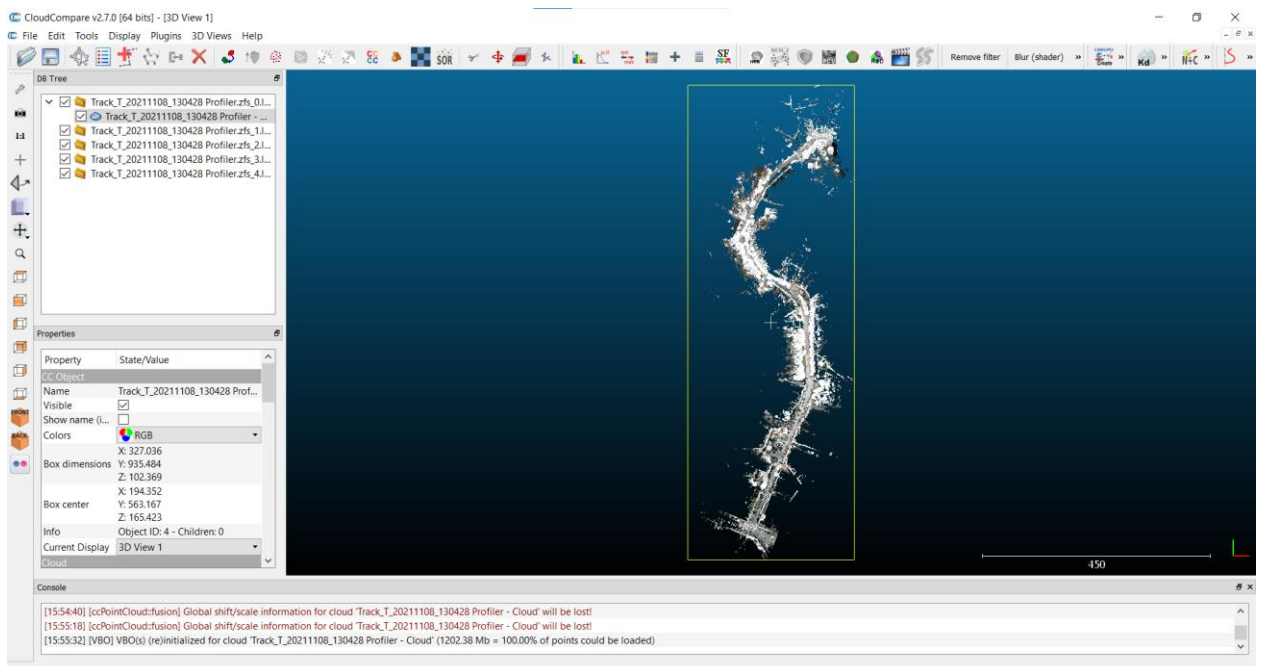 CloudCompare v2.7.0 [64 bits] - [3D View 1]
File Edit Tools Display Plugins 3D Views Help
SOR
SF
Remove filter Blur (shader) » » Kd » N+C » »
DB Tree
Track_T_20211108_130428 Profiler.zfs_0.l...
Track_T_20211108_130428 Profiler - ...
Track_T_20211108_130428 Profiler.zfs_1.l...
Track_T_20211108_130428 Profiler.zfs_2.l...
Track_T_20211108_130428 Profiler.zfs_3.l...
Track_T_20211108_130428 Profiler.zfs_4.l...
1:1
FRONT
BACK
Properties
Property State/Value
CC Object
Name Track_T_20211108_130428 Prof...
Visible
Show name (i...
Colors RGB
X: 327.036
Box dimensions Y: 935.484
Z: 102.369
X: 194.352
Box center Y: 563.167
Z: 165.423
Info Object ID: 4 - Children: 0
Current Display 3D View 1
Cloud
450
Console
[15:54:40] [ccPointCloud::fusion] Global shift/scale information for cloud 'Track_T_20211108_130428 Profiler - Cloud' will be lost!
[15:55:18] [ccPointCloud::fusion] Global shift/scale information for cloud 'Track_T_20211108_130428 Profiler - Cloud' will be lost!
[15:55:32] [VBO] VBO(s) (re)initialized for cloud 'Track_T_20211108_130428 Profiler - Cloud' (1202.38 Mb = 100.00% of points could be loaded)